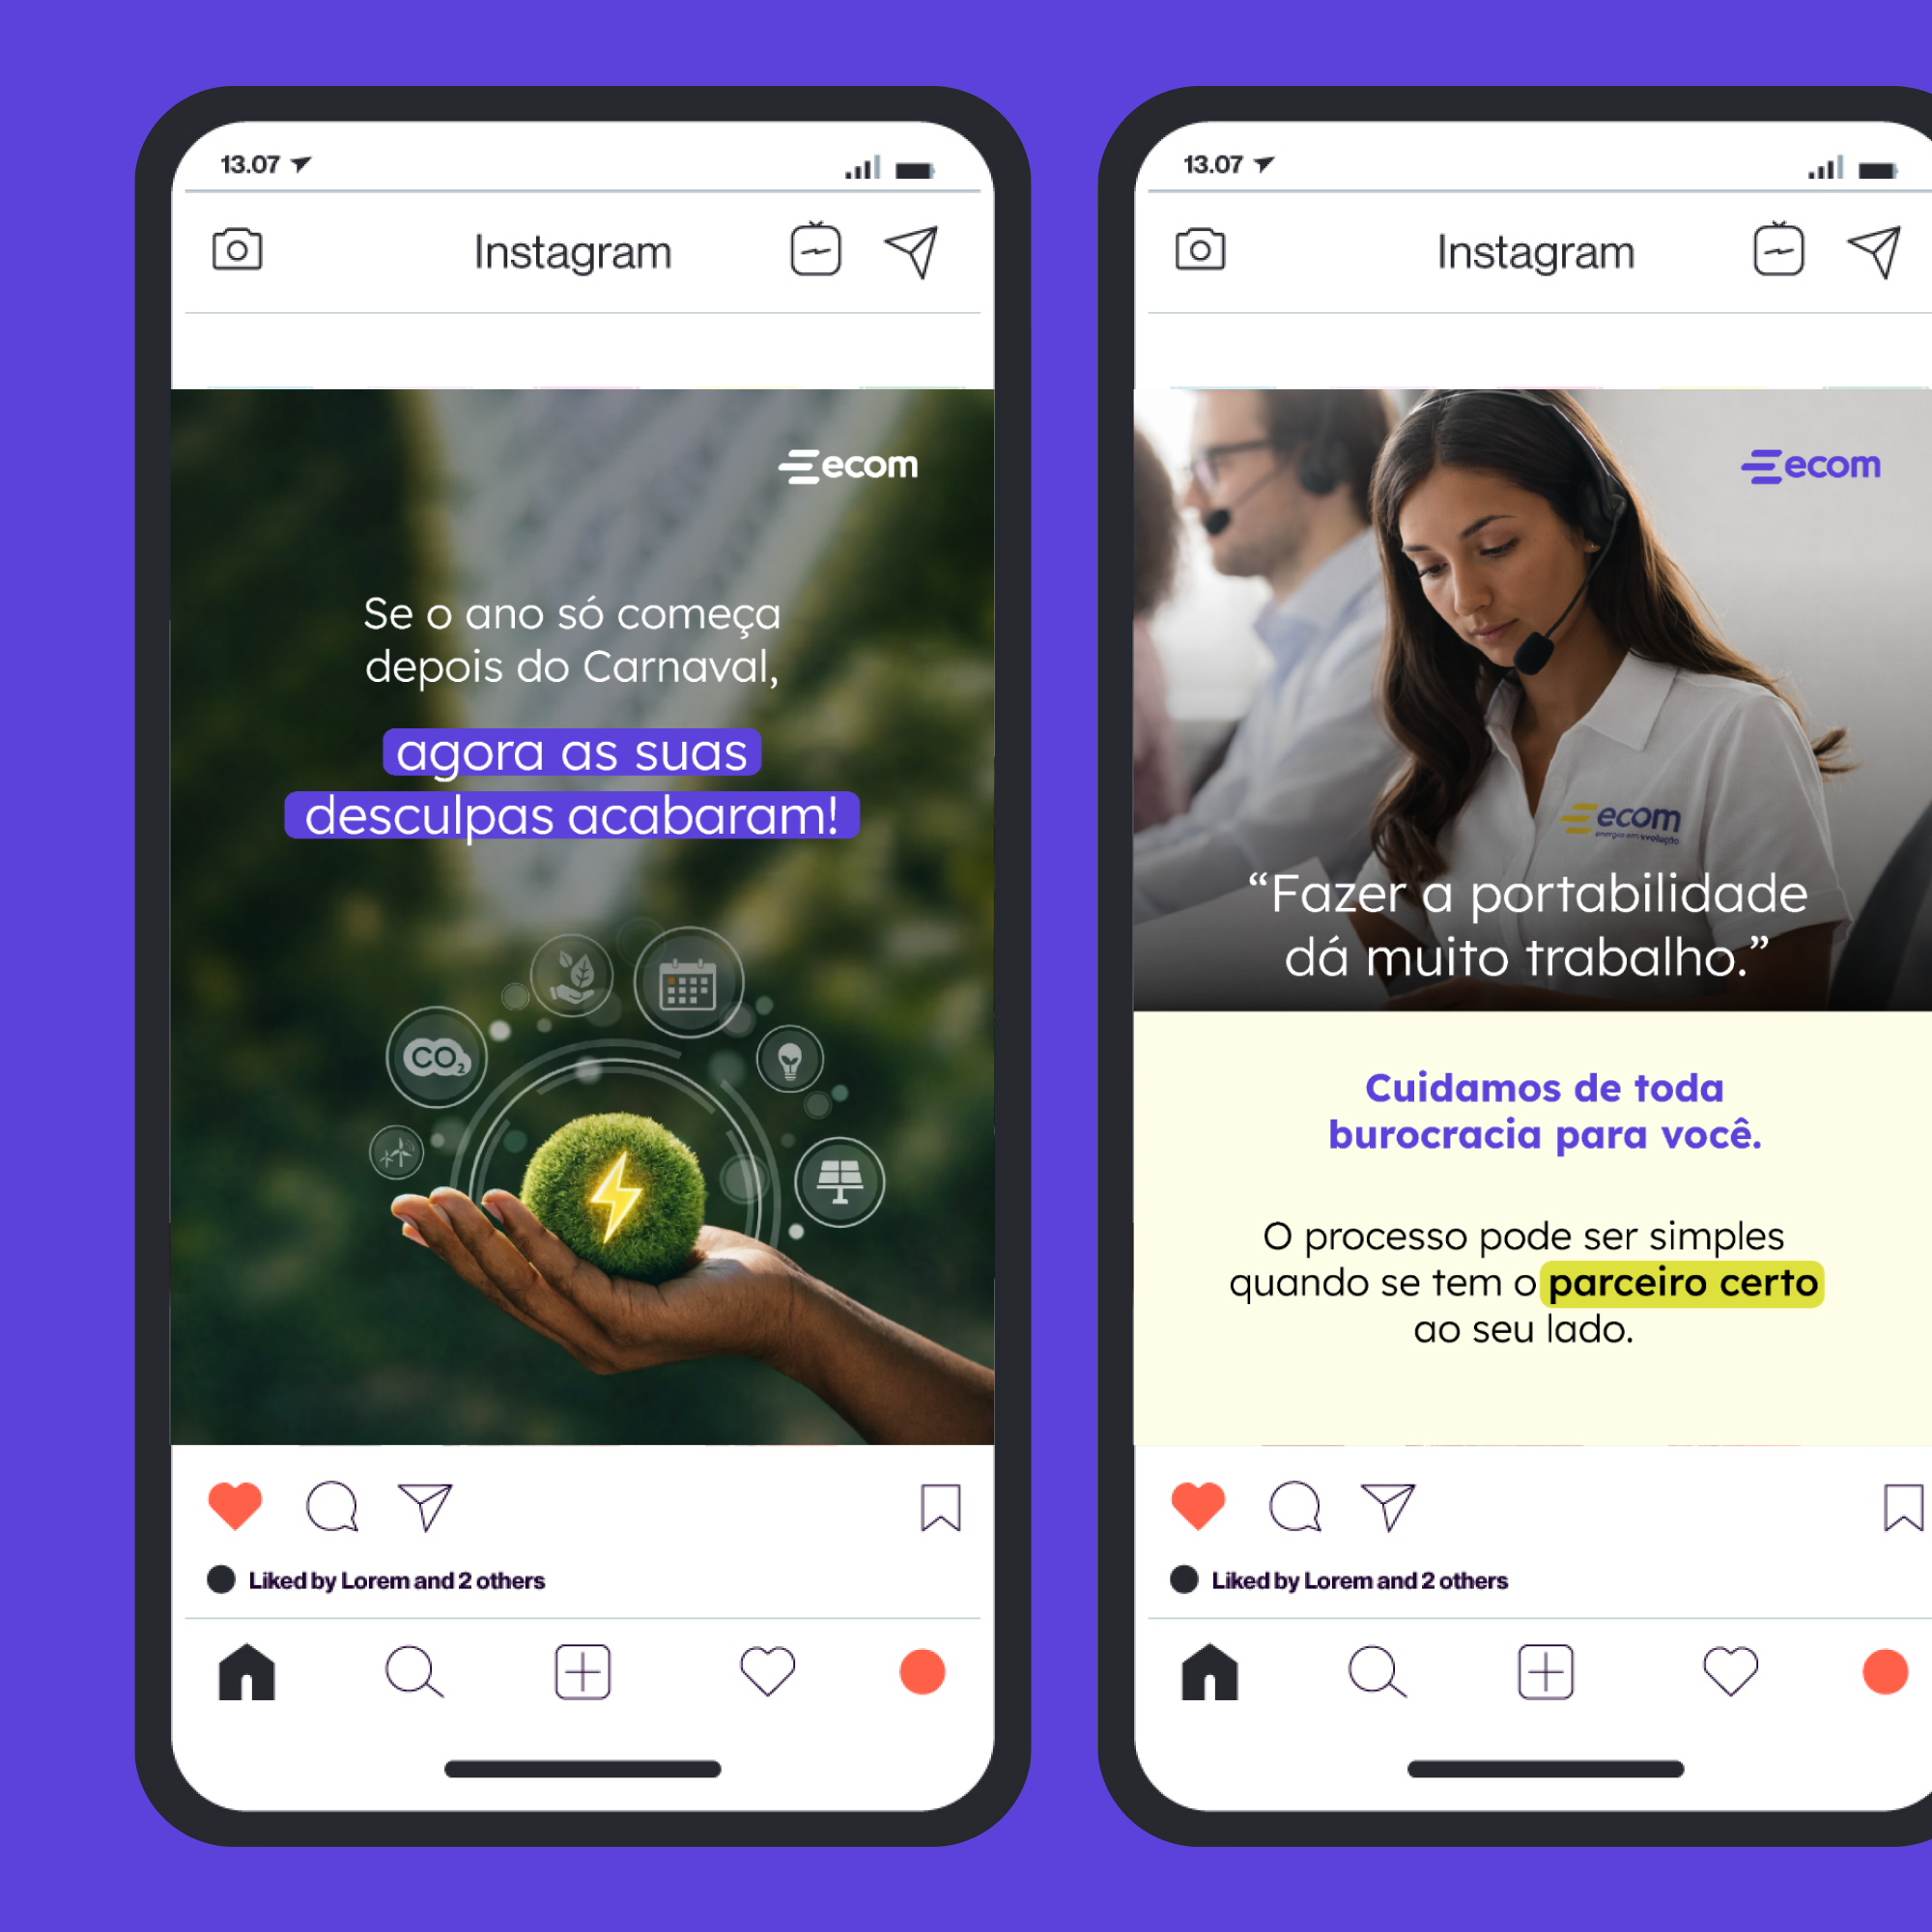 13.07
Instagram
ecom
Se o ano só começa
depois do Carnaval,
agora as suas
desculpas acabaram!
CO₂
Liked by Lorem and 2 others
13.07
Instagram
ecom
ecom
energia em evolução
“Fazer a portabilidade
dá muito trabalho.”
Cuidamos de toda
burocracia para você.
O processo pode ser simples
quando se tem o parceiro certo
ao seu lado.
Liked by Lorem and 2 others